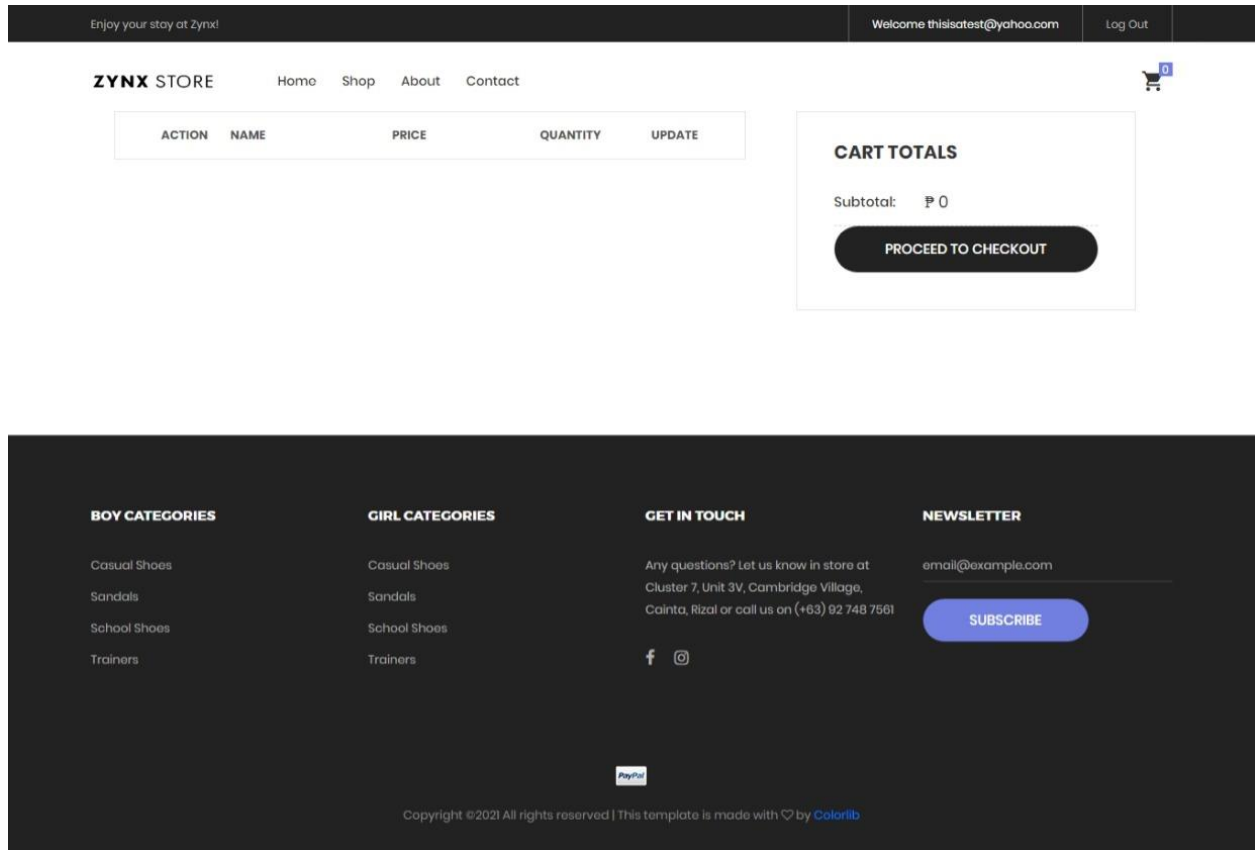 Enjoy your stay at Zynx!
Welcome thisisatest@yahoo.com
Log Out
ZYNX STORE
Home Shop About Contact
0
ACTION NAME PRICE QUANTITY UPDATE
CART TOTALS
Subtotal: ₱ 0
PROCEED TO CHECKOUT
BOY CATEGORIES
Casual Shoes
Sandals
School Shoes
Trainers
GIRL CATEGORIES
Casual Shoes
Sandals
School Shoes
Trainers
GET IN TOUCH
Any questions? Let us know in store at
Cluster 7, Unit 3V, Cambridge Village,
Cainta, Rizal or call us on (+63) 92 748 7561
NEWSLETTER
email@example.com
SUBSCRIBE
PayPal
Copyright ©2021 All rights reserved | This template is made with ♡ by Colorlib